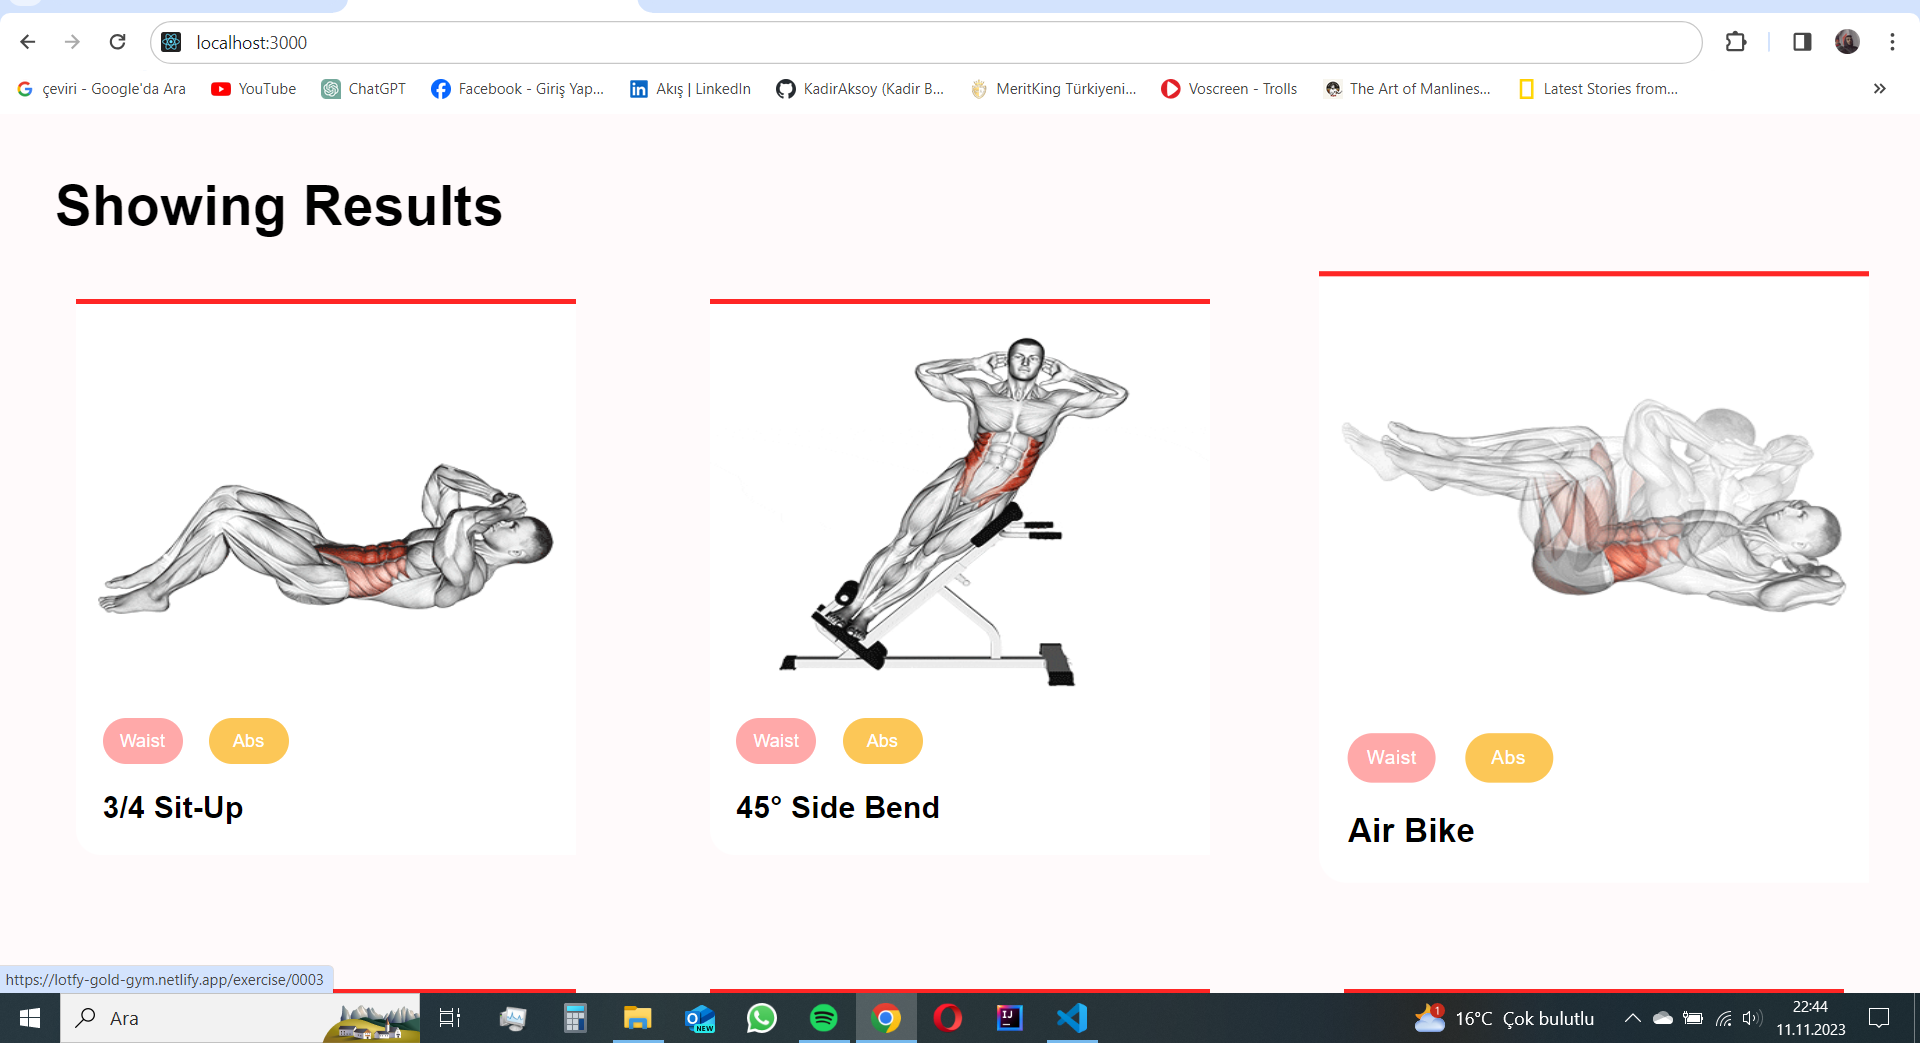 localhost:3000
çeviri - Google'da Ara
YouTube
ChatGPT
Facebook - Giriş Yap...
Akış | LinkedIn
KadirAksoy (Kadir B...
MeritKing Türkiyeni...
Voscreen - Trolls
The Art of Manlines...
Latest Stories from...
Showing Results
Waist Abs
3/4 Sit-Up
Waist Abs
45° Side Bend
Waist Abs
Air Bike
https://lotfy-gold-gym.netlify.app/exercise/0003
Ara
NEW
IJ
1
16°C Çok bulutlu
22:44
11.11.2023